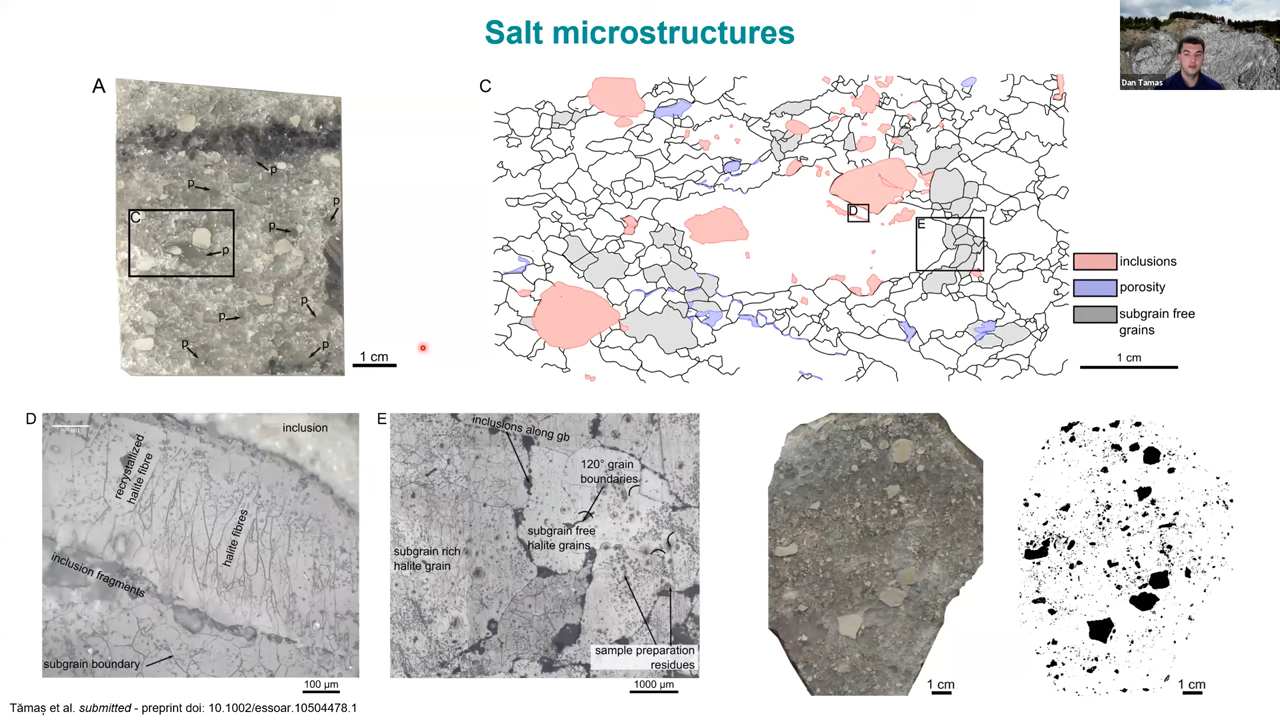 Salt microstructures
Dan Tamas
A
p
p
p
C
p
p
p
p
p
p
1 cm
C
D
E
inclusions
porosity
subgrain free
grains
1 cm
D
inclusion
recrystallized
halite fibre
halite fibres
inclusion fragments
subgrain boundary
100 µm
E
inclusions along gb
120° grain
boundaries
subgrain free
halite grains
subgrain rich
halite grain
sample preparation
residues
1000 µm
1 cm
1 cm
Tămaș et al. submitted - preprint doi: 10.1002/essoar.10504478.1